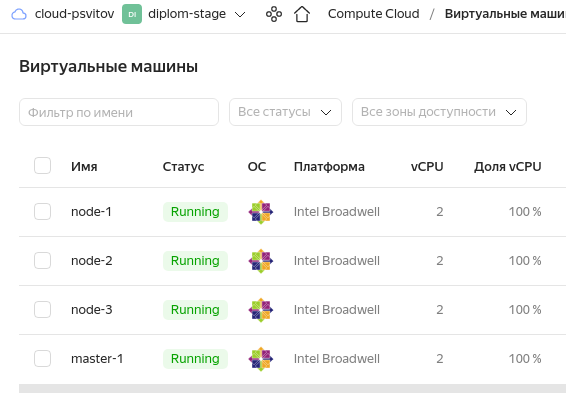 cloud-psvitov DI diplom-stage Compute Cloud / Виртуальные маши
Виртуальные машины
Фильтр по имени Все статусы Все зоны доступности
Имя Статус ОС Платформа vCPU Доля vCPU
node-1 Running Intel Broadwell 2 100 %
node-2 Running Intel Broadwell 2 100 %
node-3 Running Intel Broadwell 2 100 %
master-1 Running Intel Broadwell 2 100 %